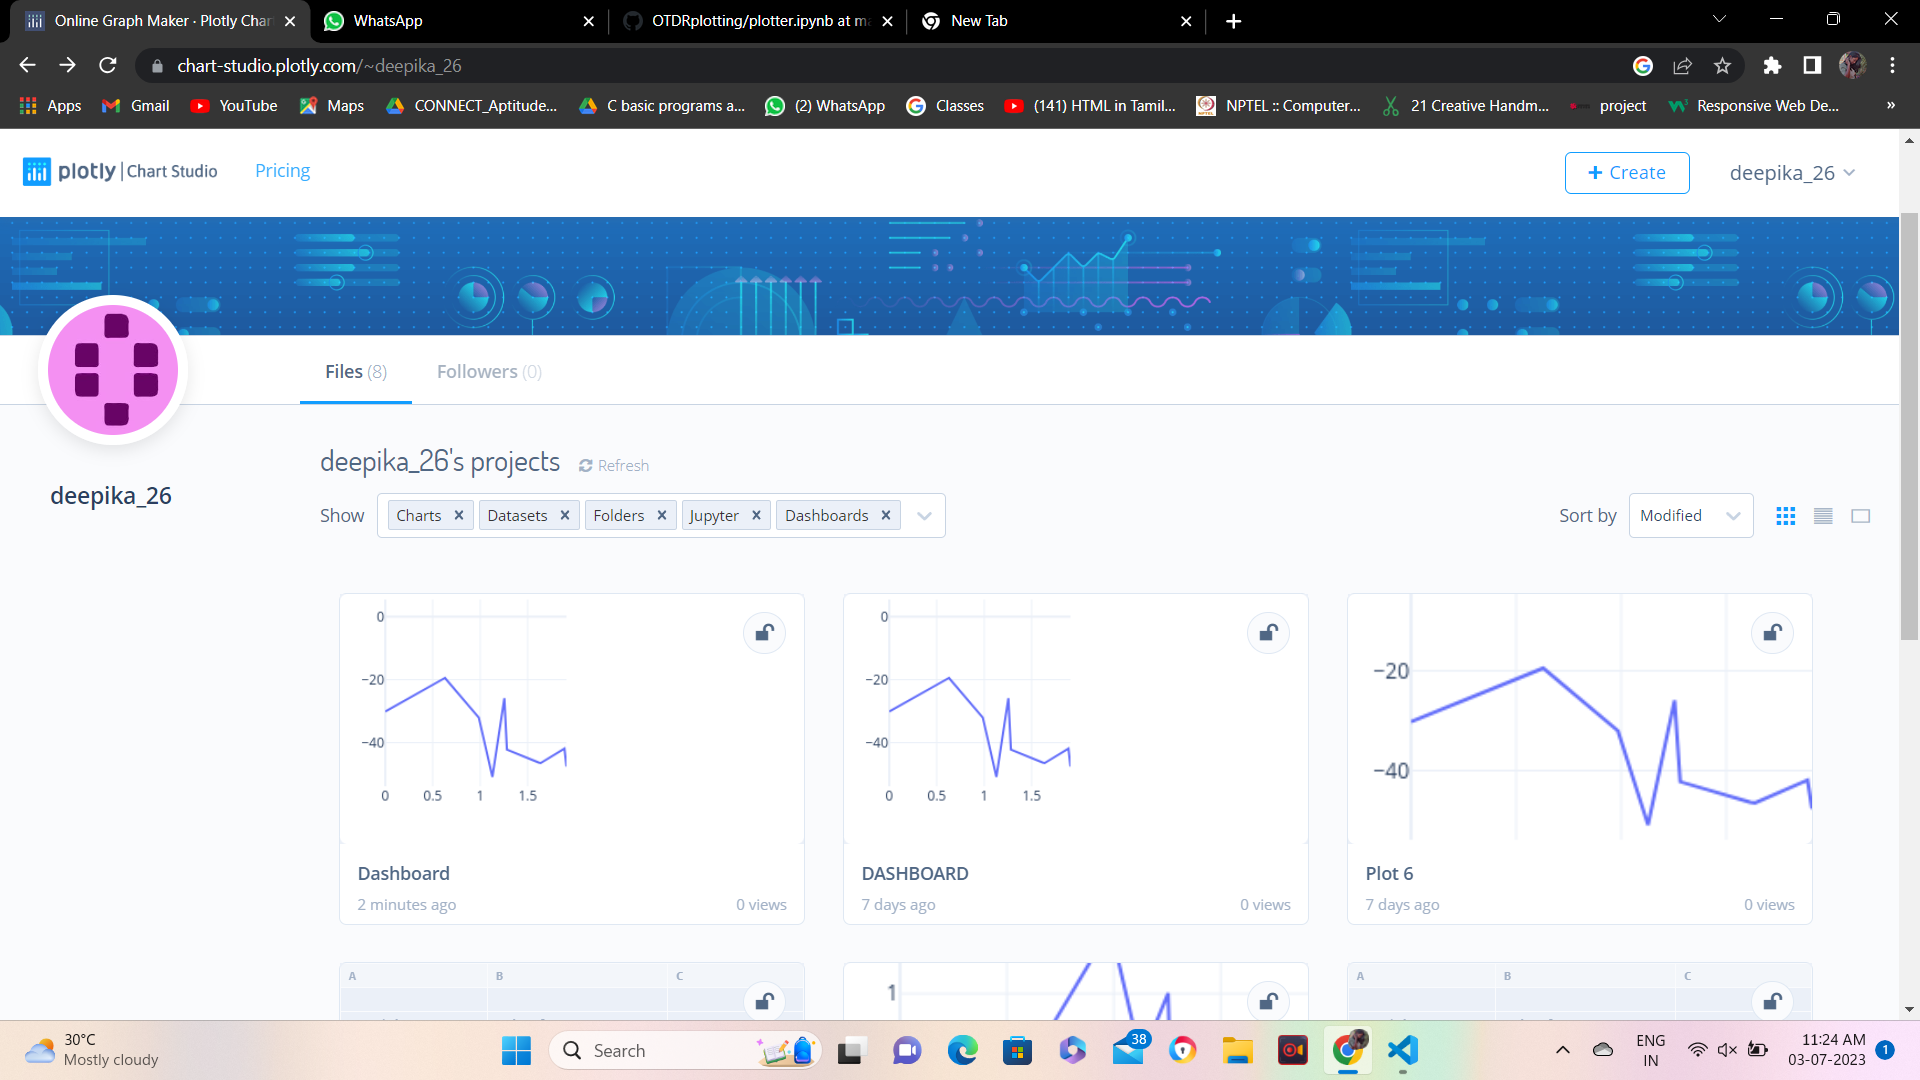 Online Graph Maker · Plotly Char
WhatsApp
OTDRplotting/plotter.ipynb at ma
New Tab
chart-studio.plotly.com/~deepika_26
Apps
Gmail
YouTube
Maps
CONNECT_Aptitude...
C basic programs a...
(2) WhatsApp
Classes
(141) HTML in Tamil...
NPTEL :: Computer...
21 Creative Handm...
project
Responsive Web De...
»
plotly | Chart Studio
Pricing
+ Create
deepika_26
Files (8)
Followers (0)
deepika_26
deepika_26's projects
Refresh
Show
Charts ×
Datasets ×
Folders ×
Jupyter ×
Dashboards ×
Sort by
Modified
0
−20
−40
0 0.5 1 1.5
Dashboard
2 minutes ago
0 views
0
−20
−40
0 0.5 1 1.5
DASHBOARD
7 days ago
0 views
−20
−40
Plot 6
7 days ago
0 views
A B C
1
A B C
30°C
Mostly cloudy
Search
38
ENG
IN
11:24 AM
03-07-2023
1